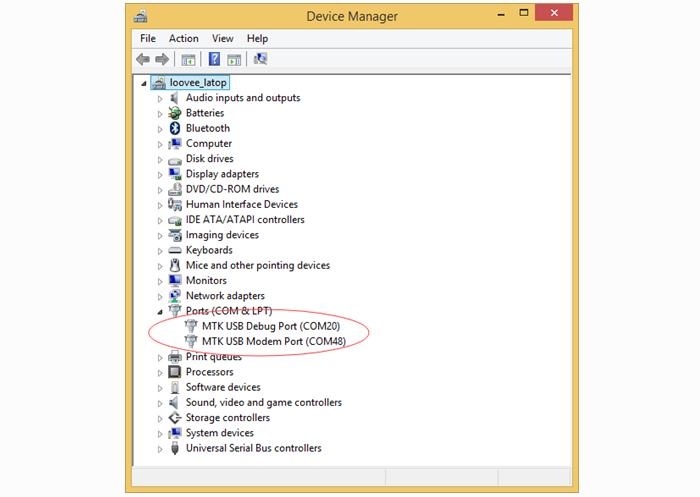 Device Manager
File Action View Help
loovee_latop
Audio inputs and outputs
Batteries
Bluetooth
Computer
Disk drives
Display adapters
DVD/CD-ROM drives
Human Interface Devices
IDE ATA/ATAPI controllers
Imaging devices
Keyboards
Mice and other pointing devices
Monitors
Network adapters
Ports (COM & LPT)
MTK USB Debug Port (COM20)
MTK USB Modem Port (COM48)
Print queues
Processors
Software devices
Sound, video and game controllers
Storage controllers
System devices
Universal Serial Bus controllers